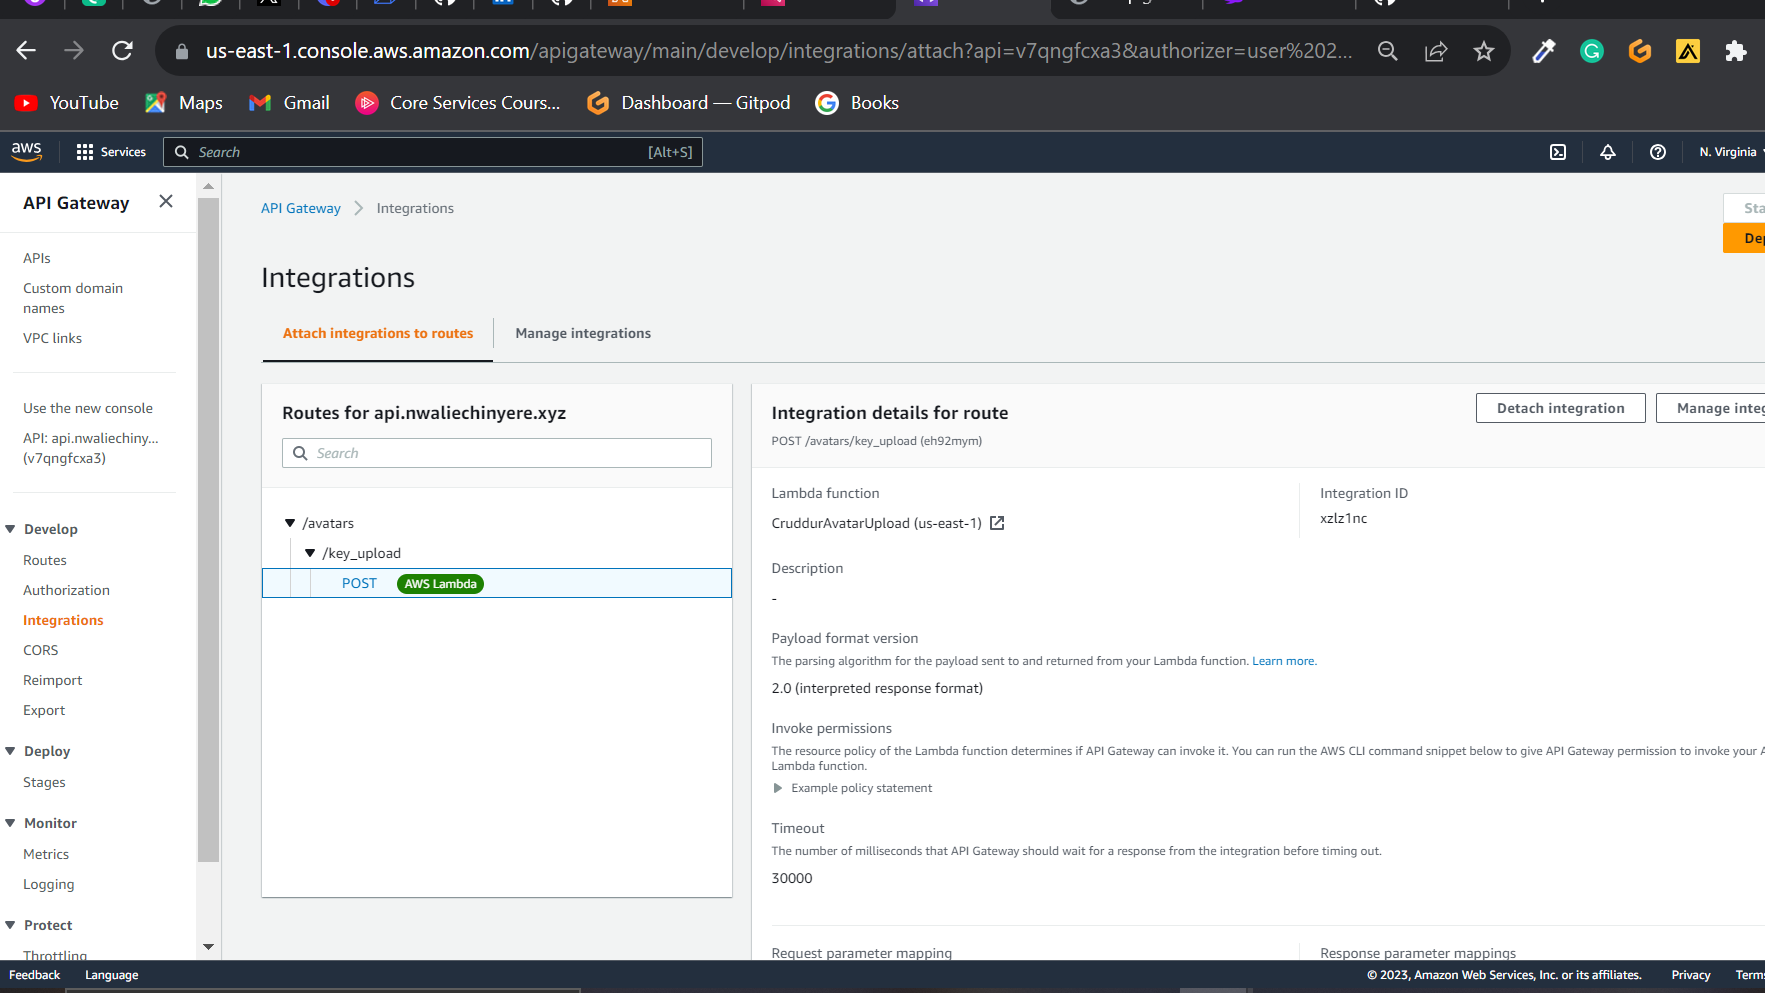 us-east-1.console.aws.amazon.com/apigateway/main/develop/integrations/attach?api=v7qngfcxa3&authorizer=user%202...
YouTube Maps Gmail Core Services Cours... Dashboard — Gitpod Books
aws Services Search [Alt+S] N. Virginia
API Gateway
APIs
Custom domain
names
VPC links
Use the new console
API: api.nwaliechiny...
(v7qngfcxa3)
Develop
Routes
Authorization
Integrations
CORS
Reimport
Export
Deploy
Stages
Monitor
Metrics
Logging
Protect
Throttling
API Gateway Integrations
Integrations
Attach integrations to routes Manage integrations
Routes for api.nwaliechinyere.xyz
Search
/avatars
/key_upload
POST AWS Lambda
Integration details for route
POST /avatars/key_upload (eh92mym)
Detach integration
Manage integ
Lambda function
CruddurAvatarUpload (us-east-1)
Integration ID
xzlz1nc
Description
-
Payload format version
The parsing algorithm for the payload sent to and returned from your Lambda function. Learn more.
2.0 (interpreted response format)
Invoke permissions
The resource policy of the Lambda function determines if API Gateway can invoke it. You can run the AWS CLI command snippet below to give API Gateway permission to invoke your A
Lambda function.
Example policy statement
Timeout
The number of milliseconds that API Gateway should wait for a response from the integration before timing out.
30000
Request parameter mapping
Response parameter mappings
Sta
Dep
Feedback Language © 2023, Amazon Web Services, Inc. or its affiliates. Privacy Terms